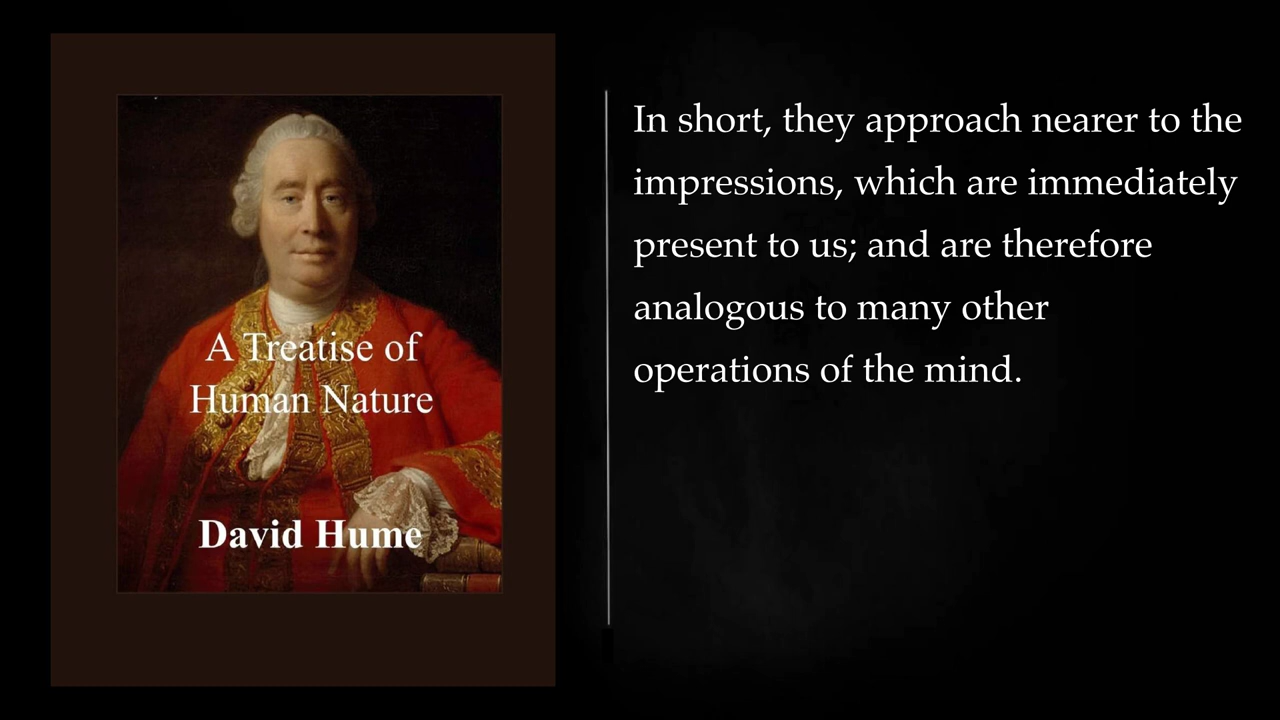 A Treatise of
Human Nature
David Hume
In short, they approach nearer to the
impressions, which are immediately
present to us; and are therefore
analogous to many other
operations of the mind.